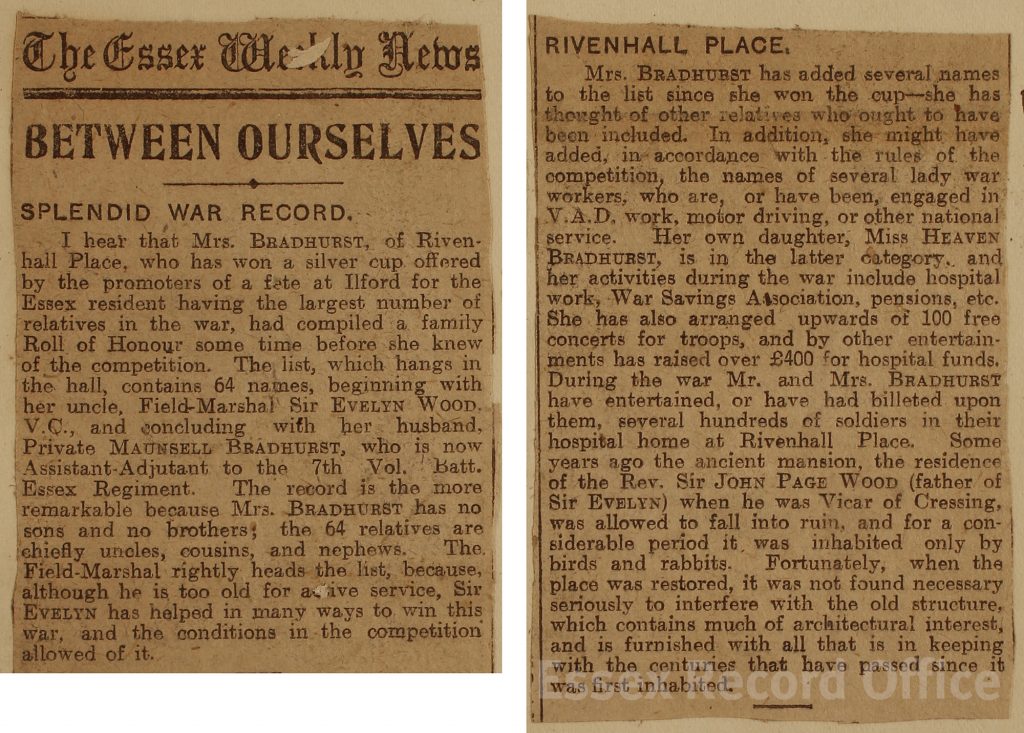 The Essex Weekly News
BETWEEN OURSELVES
SPLENDID WAR RECORD.
I hear that Mrs. BRADHURST, of Riven-
hall Place, who has won a silver cup offered
by the promoters of a fete at Ilford for the
Essex resident having the largest number of
relatives in the war, had compiled a family
Roll of Honour some time before she knew
of the competition. The list, which hangs in
the hall, contains 64 names, beginning with
her uncle, Field-Marshal Sir EVELYN WOOD,
V.C., and concluding with her husband,
Private MAUNSELL BRADHURST, who is now
Assistant-Adjutant to the 7th Vol. Batt.
Essex Regiment. The record is the more
remarkable because Mrs. BRADHURST has no
sons and no brothers; the 64 relatives are
chiefly uncles, cousins, and nephews. The
Field-Marshal rightly heads the list, because,
although he is too old for active service, Sir
EVELYN has helped in many ways to win this
war, and the conditions in the competition
allowed of it.
RIVENHALL PLACE.
Mrs. BRADHURST has added several names
to the list since she won the cup—she has
thought of other relatives who ought to have
been included. In addition, she might have
added, in accordance with the rules of the
competition, the names of several lady war
workers, who are, or have been, engaged in
V.A.D. work, motor driving, or other national
service. Her own daughter, Miss HEAVEN
BRADHURST, is in the latter category, and
her activities during the war include hospital
work, War Savings Association, pensions, etc.
She has also arranged upwards of 100 free
concerts for troops, and by other entertain-
ments has raised over £400 for hospital funds.
During the war Mr. and Mrs. BRADHURST
have entertained, or have had billeted upon
them, several hundreds of soldiers in their
hospital home at Rivenhall Place. Some
years ago the ancient mansion, the residence
of the Rev. Sir JOHN PAGE WOOD (father of
Sir EVELYN) when he was Vicar of Cressing,
was allowed to fall into ruin, and for a con-
siderable period it was inhabited only by
birds and rabbits. Fortunately, when the
place was restored, it was not found necessary
seriously to interfere with the old structure,
which contains much of architectural interest,
and is furnished with all that is in keeping
with the centuries that have passed since it
was first inhabited.
Essex Record Office